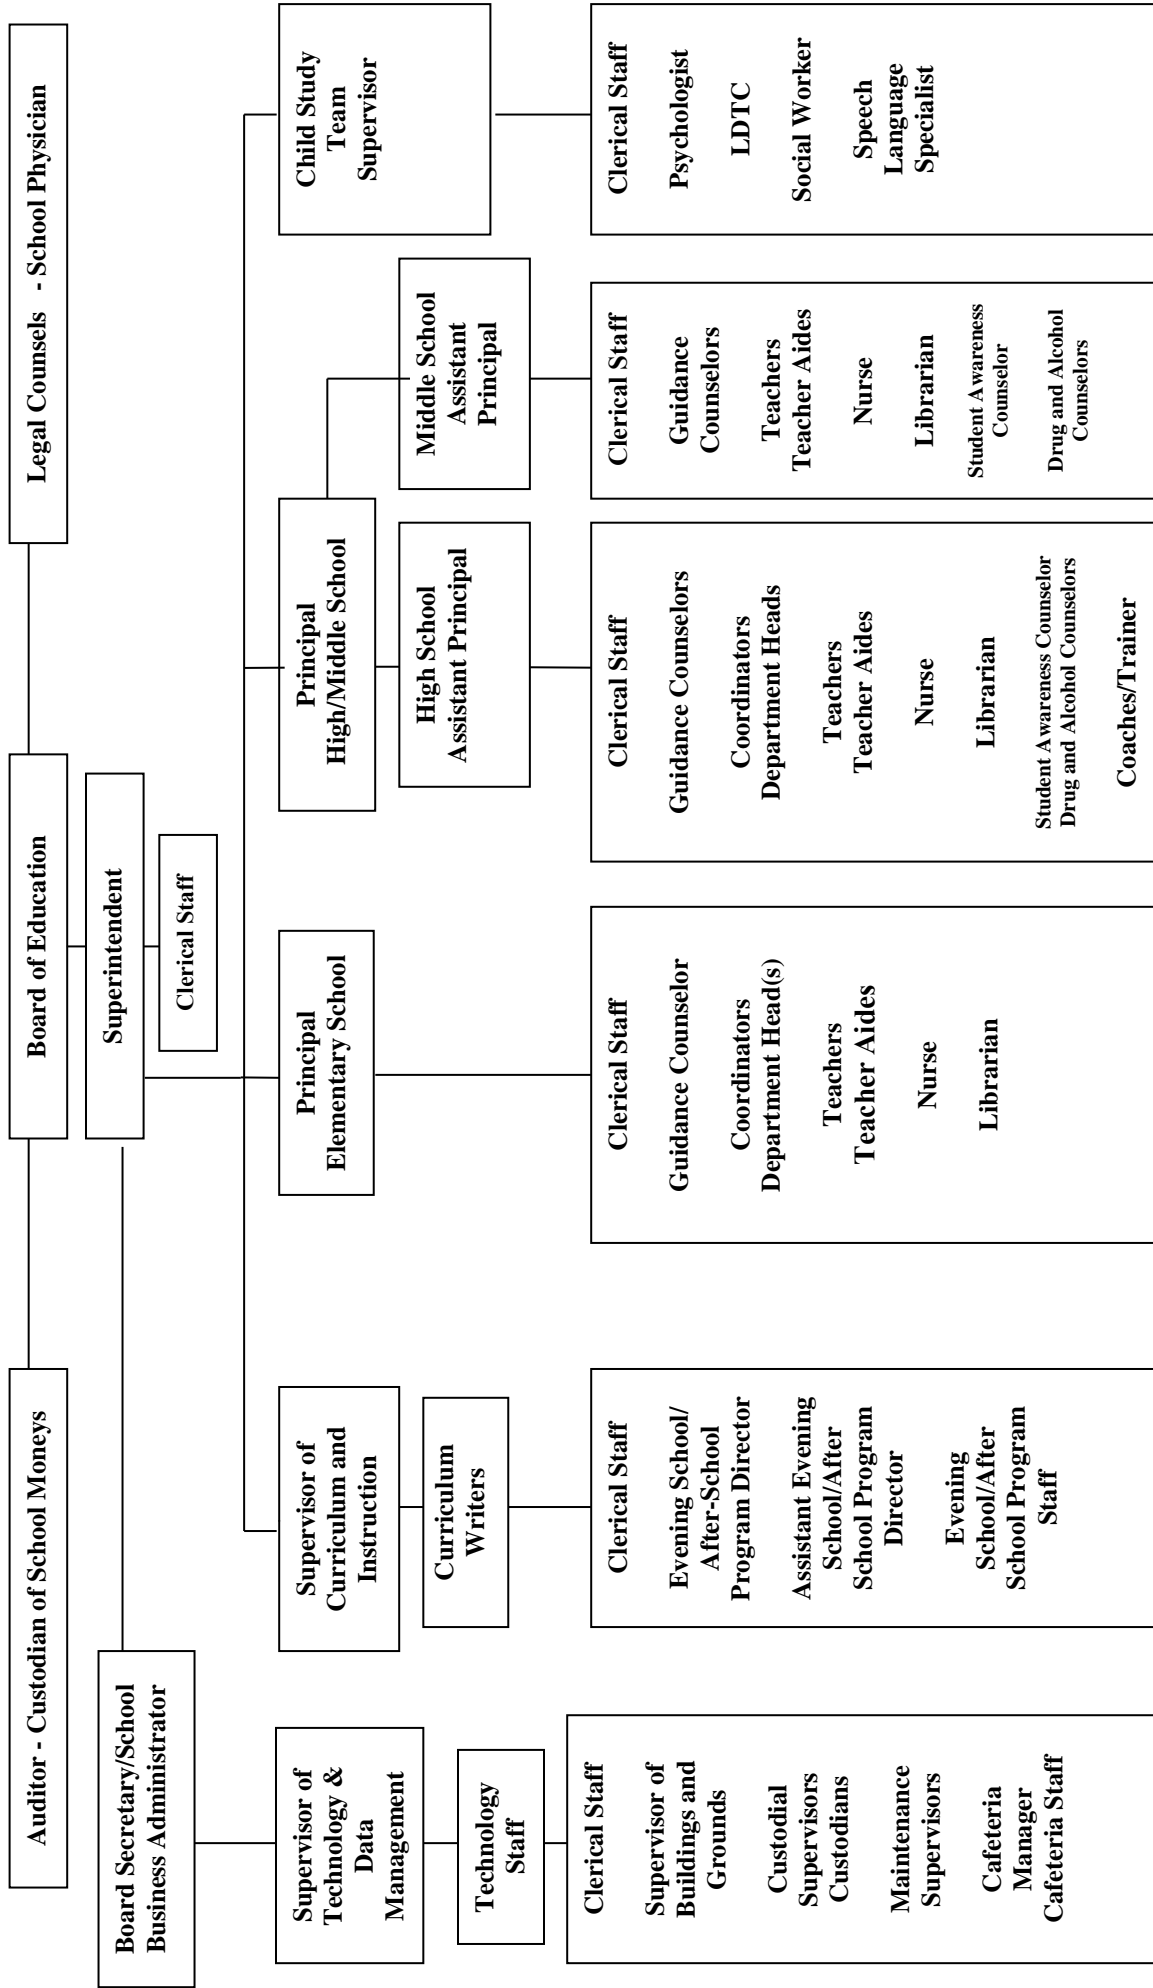 Auditor - Custodian of School Moneys
Board of Education
Legal Counsels - School Physician
Superintendent
Clerical Staff
Board Secretary/School
Business Administrator
Supervisor of
Technology &
Data
Management
Technology
Staff
Clerical Staff
Supervisor of
Buildings and
Grounds
Custodial
Supervisors
Custodians
Maintenance
Supervisors
Cafeteria
Manager
Cafeteria Staff
Supervisor of
Curriculum and
Instruction
Curriculum
Writers
Clerical Staff
Evening School/
After-School
Program Director
Assistant Evening
School/After
School Program
Director
Evening
School/After
School Program
Staff
Principal
Elementary School
Clerical Staff
Guidance Counselor
Coordinators
Department Head(s)
Teachers
Teacher Aides
Nurse
Librarian
Principal
High/Middle School
High School
Assistant Principal
Clerical Staff
Guidance Counselors
Coordinators
Department Heads
Teachers
Teacher Aides
Nurse
Librarian
Student Awareness Counselor
Drug and Alcohol Counselors
Coaches/Trainer
Middle School
Assistant
Principal
Clerical Staff
Guidance
Counselors
Teachers
Teacher Aides
Nurse
Librarian
Student Awareness
Counselor
Drug and Alcohol
Counselors
Child Study
Team
Supervisor
Clerical Staff
Psychologist
LDTC
Social Worker
Speech
Language
Specialist